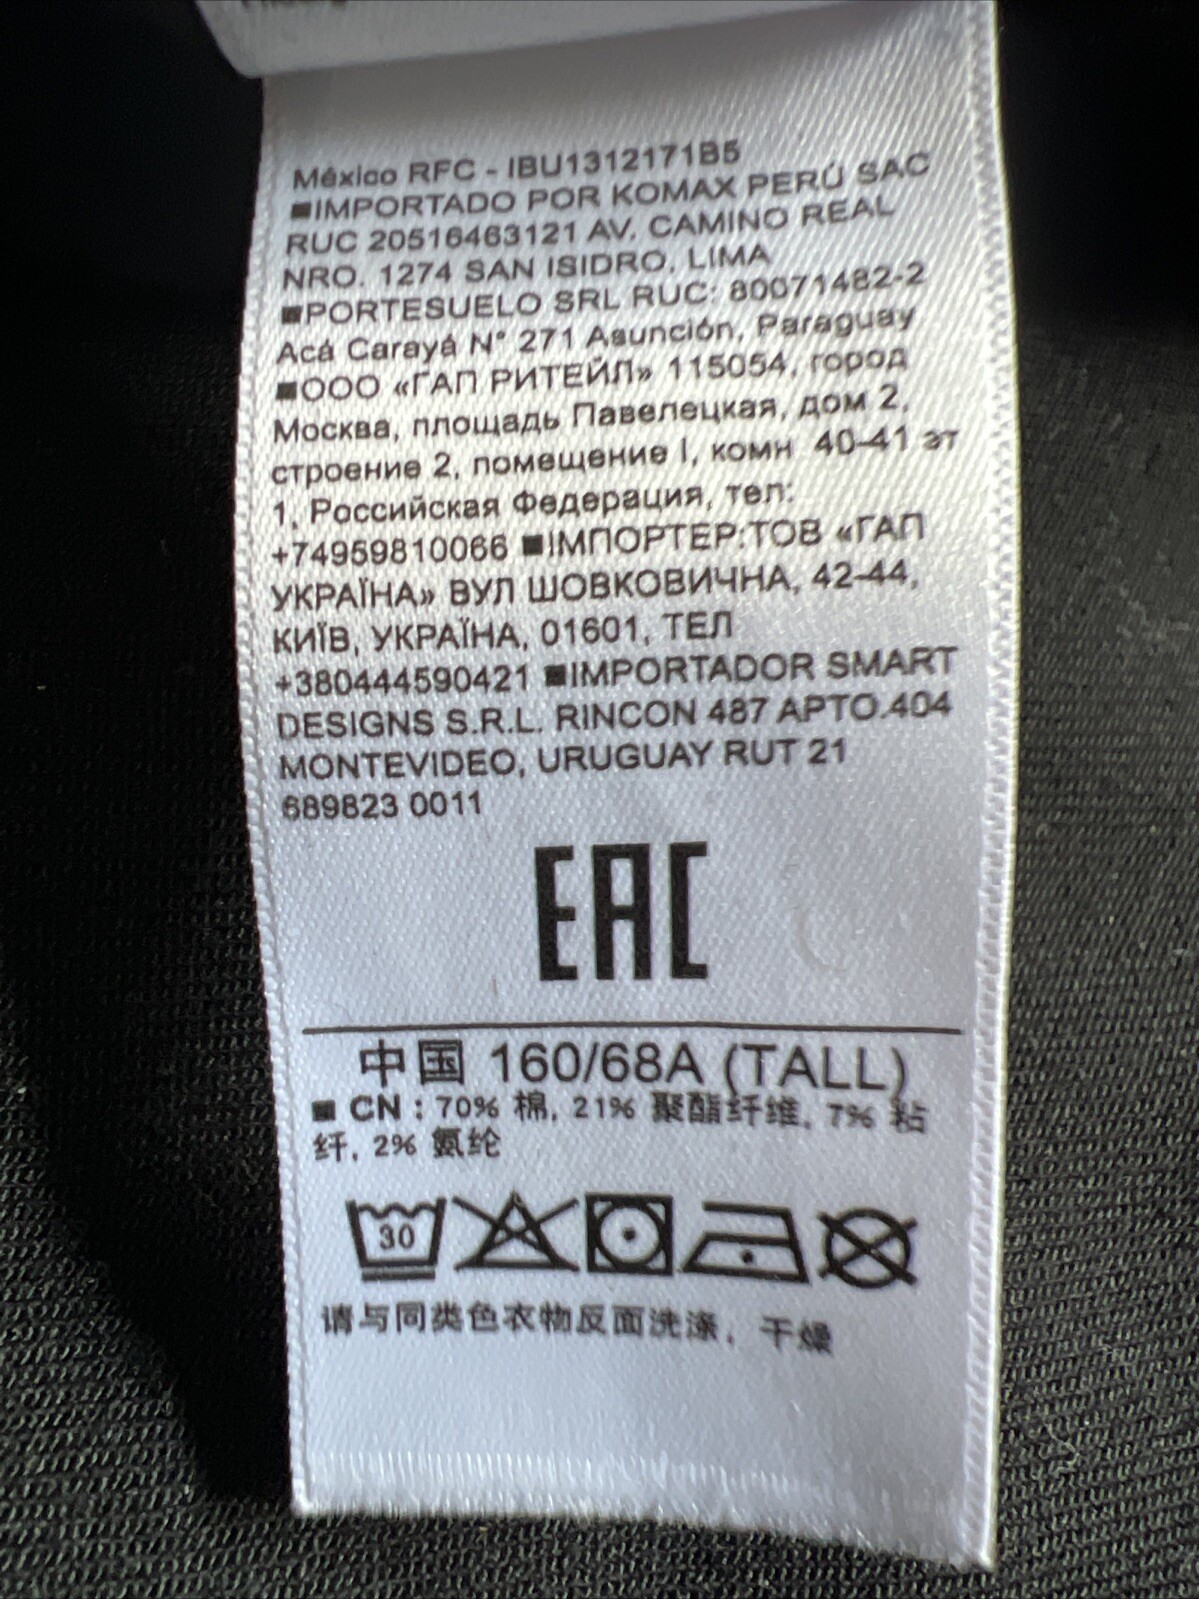 México RFC - IBU1312171B5
■IMPORTADO POR KOMAX PERÚ SAC
RUC 20516463121 AV. CAMINO REAL
NRO. 1274 SAN ISIDRO, LIMA
■PORTESUELO SRL RUC: 80071482-2
Acá Carayá N° 271 Asunción, Paraguay
■ООО «ГАП РИТЕЙЛ» 115054, город
Москва, площадь Павелецкая, дом 2,
строение 2, помещение I, комн 40-41 эт
1, Российская Федерация, тел:
+74959810066 ■ІМПОРТЕР:ТОВ «ГАП
УКРАЇНА» ВУЛ ШОВКОВИЧНА, 42-44,
КИЇВ, УКРАЇНА, 01601, ТЕЛ
+380444590421 ■IMPORTADOR SMART
DESIGNS S.R.L. RINCON 487 APTO.404
MONTEVIDEO, URUGUAY RUT 21
689823 0011
EAC
中国 160/68A (TALL)
■ CN : 70% 棉, 21% 聚酯纤维, 7% 粘
纤, 2% 氨纶
30
请与同类色衣物反面洗涤, 干燥